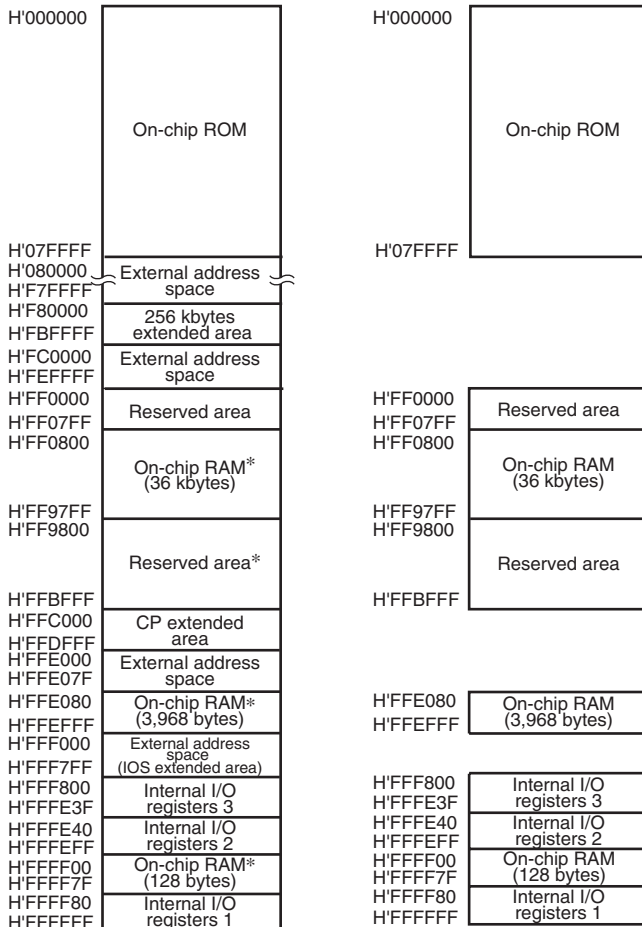 H'000000
On-chip ROM
H'07FFFF
H'080000
External address
space
H'F7FFFF
H'F80000
256 kbytes
extended area
H'FBFFFF
H'FC0000
External address
space
H'FEFFFF
H'FF0000
Reserved area
H'FF07FF
H'FF0800
On-chip RAM*
(36 kbytes)
H'FF97FF
H'FF9800
Reserved area*
H'FFBFFF
H'FFC000
CP extended
area
H'FFDFFF
H'FFE000
External address
space
H'FFE07F
H'FFE080
On-chip RAM*
(3,968 bytes)
H'FFEFFF
H'FFF000
External address
space
(IOS extended area)
H'FFF7FF
H'FFF800
Internal I/O
registers 3
H'FFFE3F
H'FFFE40
Internal I/O
registers 2
H'FFFEFF
H'FFFF00
On-chip RAM*
(128 bytes)
H'FFFF7F
H'FFFF80
Internal I/O
registers 1
H'FFFFFF
H'000000
On-chip ROM
H'07FFFF
H'FF0000
Reserved area
H'FF07FF
H'FF0800
On-chip RAM
(36 kbytes)
H'FF97FF
H'FF9800
Reserved area
H'FFBFFF
H'FFE080
On-chip RAM
(3,968 bytes)
H'FFEFFF
H'FFF800
Internal I/O
registers 3
H'FFFE3F
H'FFFE40
Internal I/O
registers 2
H'FFFEFF
H'FFFF00
On-chip RAM
(128 bytes)
H'FFFF7F
H'FFFF80
Internal I/O
registers 1
H'FFFFFF